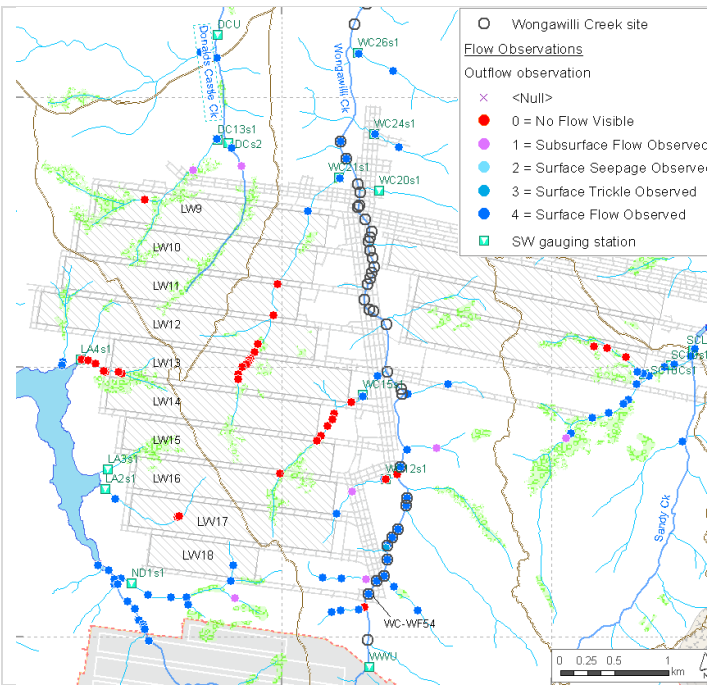 Wongawilli Creek site
Flow Observations
Outflow observation
<Null>
0 = No Flow Visible
1 = Subsurface Flow Observed
2 = Surface Seepage Observed
3 = Surface Trickle Observed
4 = Surface Flow Observed
SW gauging station
DCU
Donalds Castle Ck
Wongawilli Ck
WC26s1
DC13s1
DCs2
WC24s1
WC21s1
WC20s1
LW9
LW10
LW11
LW12
LA4s1
LW13
LW14
WC15s1
SCL
Sandy Ck
LW15
LA3s1
LW16
LA2s1
LW17
LW18
ND1s1
WC-WF54
WWU
0 0.25 0.5 1
km